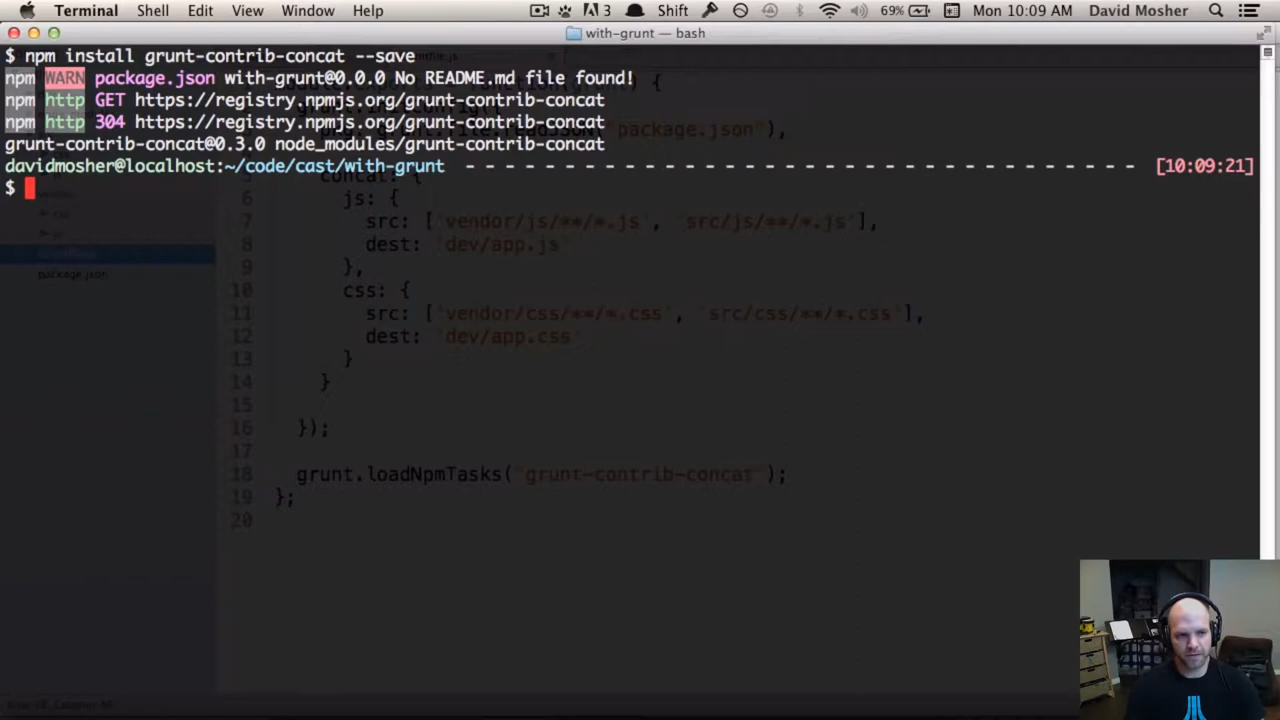 Terminal Shell Edit View Window Help 3 Shift 69% Mon 10:09 AM David Mosher
with-grunt — bash
$ npm install grunt-contrib-concat --save
npm WARN package.json with-grunt@0.0.0 No README.md file found!
npm http GET https://registry.npmjs.org/grunt-contrib-concat
npm http 304 https://registry.npmjs.org/grunt-contrib-concat
grunt-contrib-concat@0.3.0 node_modules/grunt-contrib-concat
davidmosher@localhost:~/code/cast/with-grunt - - - - - - - - - - - - - - - - - - - - - - - - - - - - - - - - - - [10:09:21]
$
package.json
"package.json"),
concat: {
6 js: {
7 src: ['vendor/js/**/*.js', 'src/js/**/*.js'],
8 dest: 'dev/app.js'
9 },
10 css: {
11 src: ['vendor/css/**/*.css', 'src/css/**/*.css'],
12 dest: 'dev/app.css'
13 }
14 }
15
16 });
17
18 grunt.loadNpmTasks("grunt-contrib-concat");
19 };
20